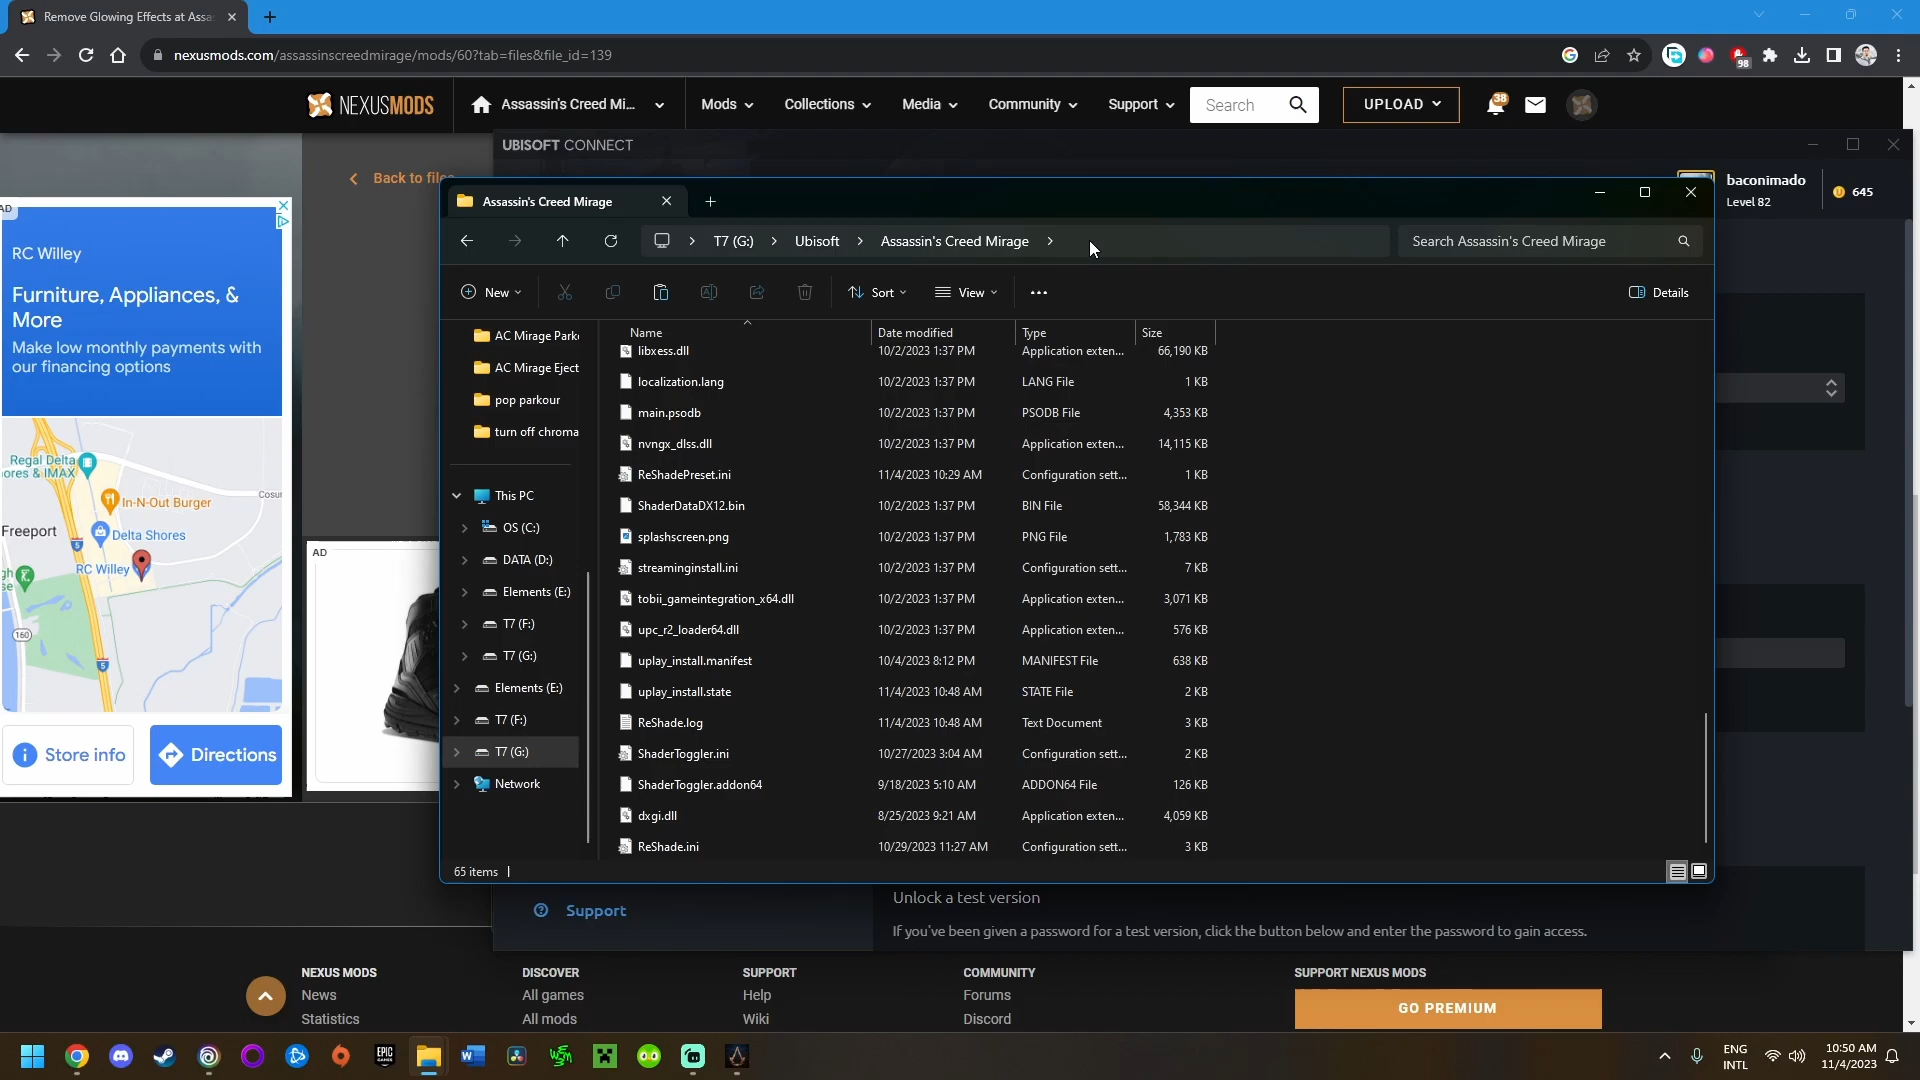 Remove Glowing Effects at Assa
nexusmods.com/assassinscreedmirage/mods/60?tab=files&file_id=139
98
NEXUSMODS
Assassin's Creed Mi...
Mods
Collections
Media
Community
Support
Search
UPLOAD
38
UBISOFT CONNECT
Back to files
baconimado
Level 82
645
AD
RC Willey
Furniture, Appliances, &
More
Make low monthly payments with
our financing options
Regal Delta
ores & IMAX
In-N-Out Burger
Cosu
Freeport
Delta Shores
5
RC Willey
160
5
5
Store info
Directions
AD
Assassin's Creed Mirage
T7 (G:)
Ubisoft
Assassin's Creed Mirage
Search Assassin's Creed Mirage
New
Sort
View
Details
AC Mirage Park
AC Mirage Eject
pop parkour
turn off chroma
This PC
OS (C:)
DATA (D:)
Elements (E:)
T7 (F:)
T7 (G:)
Elements (E:)
T7 (F:)
T7 (G:)
Network
Name Date modified Type Size
libxess.dll 10/2/2023 1:37 PM Application exten... 66,190 KB
localization.lang 10/2/2023 1:37 PM LANG File 1 KB
main.psodb 10/2/2023 1:37 PM PSODB File 4,353 KB
nvngx_dlss.dll 10/2/2023 1:37 PM Application exten... 14,115 KB
ReShadePreset.ini 11/4/2023 10:29 AM Configuration sett... 1 KB
ShaderDataDX12.bin 10/2/2023 1:37 PM BIN File 58,344 KB
splashscreen.png 10/2/2023 1:37 PM PNG File 1,783 KB
streaminginstall.ini 10/2/2023 1:37 PM Configuration sett... 7 KB
tobii_gameintegration_x64.dll 10/2/2023 1:37 PM Application exten... 3,071 KB
upc_r2_loader64.dll 10/2/2023 1:37 PM Application exten... 576 KB
uplay_install.manifest 10/4/2023 8:12 PM MANIFEST File 638 KB
uplay_install.state 11/4/2023 10:48 AM STATE File 2 KB
ReShade.log 11/4/2023 10:48 AM Text Document 3 KB
ShaderToggler.ini 10/27/2023 3:04 AM Configuration sett... 2 KB
ShaderToggler.addon64 9/18/2023 5:10 AM ADDON64 File 126 KB
dxgi.dll 8/25/2023 9:21 AM Application exten... 4,059 KB
ReShade.ini 10/29/2023 11:27 AM Configuration sett... 3 KB
65 items
Support
Unlock a test version
If you've been given a password for a test version, click the button below and enter the password to gain access.
NEXUS MODS
News
Statistics
DISCOVER
All games
All mods
SUPPORT
Help
Wiki
COMMUNITY
Forums
Discord
SUPPORT NEXUS MODS
GO PREMIUM
EPIC
GAMES
ENG
INTL
10:50 AM
11/4/2023